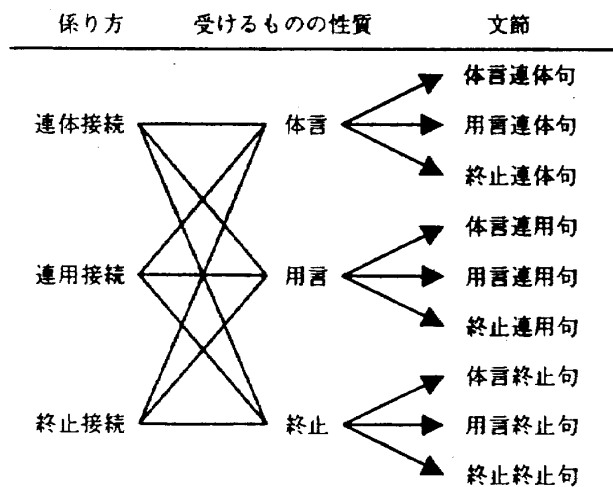 係り方 受けるものの性質 文節
体言連体句
連体接続 体言 用言連体句
終止連体句
体言連用句
連用接続 用言 用言連用句
終止連用句
体言終止句
終止接続 終止 用言終止句
終止終止句